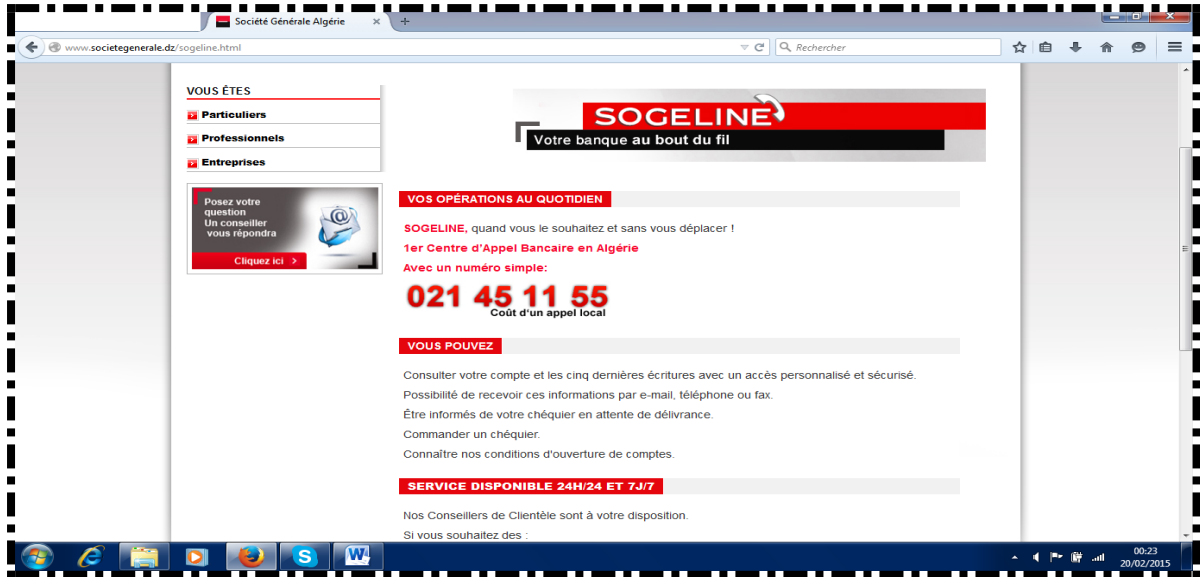 Société Générale Algérie
www.societegenerale.dz/sogeline.html
Rechercher
VOUS ÊTES
Particuliers
Professionnels
Entreprises
Posez votre
question
Un conseiller
vous répondra
Cliquez ici >
SOGELINE
Votre banque au bout du fil
VOS OPÉRATIONS AU QUOTIDIEN
SOGELINE, quand vous le souhaitez et sans vous déplacer !
1er Centre d'Appel Bancaire en Algérie
Avec un numéro simple:
021 45 11 55
Coût d'un appel local
VOUS POUVEZ
Consulter votre compte et les cinq dernières écritures avec un accès personnalisé et sécurisé.
Possibilité de recevoir ces informations par e-mail, téléphone ou fax.
Être informés de votre chéquier en attente de délivrance.
Commander un chéquier.
Connaître nos conditions d'ouverture de comptes.
SERVICE DISPONIBLE 24H/24 ET 7J/7
Nos Conseillers de Clientèle sont à votre disposition.
Si vous souhaitez des :
00:23
20/02/2015